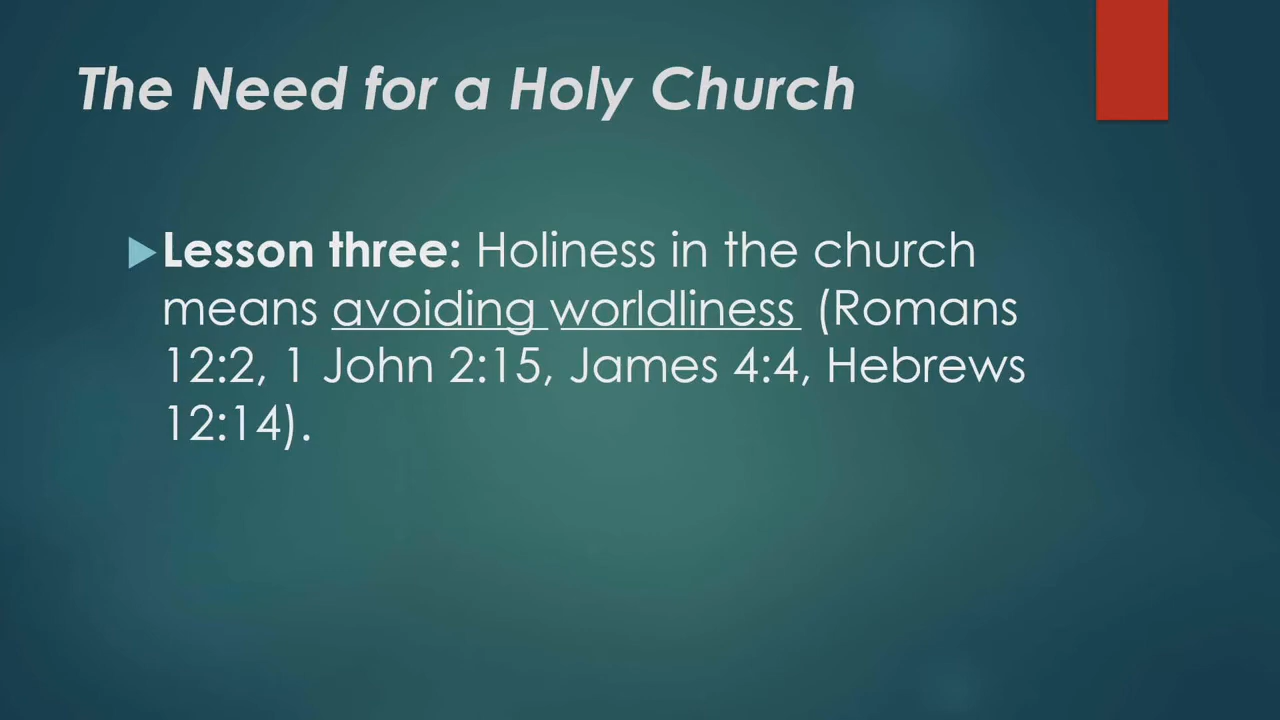 The Need for a Holy Church
Lesson three: Holiness in the church
means avoiding worldliness (Romans
12:2, 1 John 2:15, James 4:4, Hebrews
12:14).